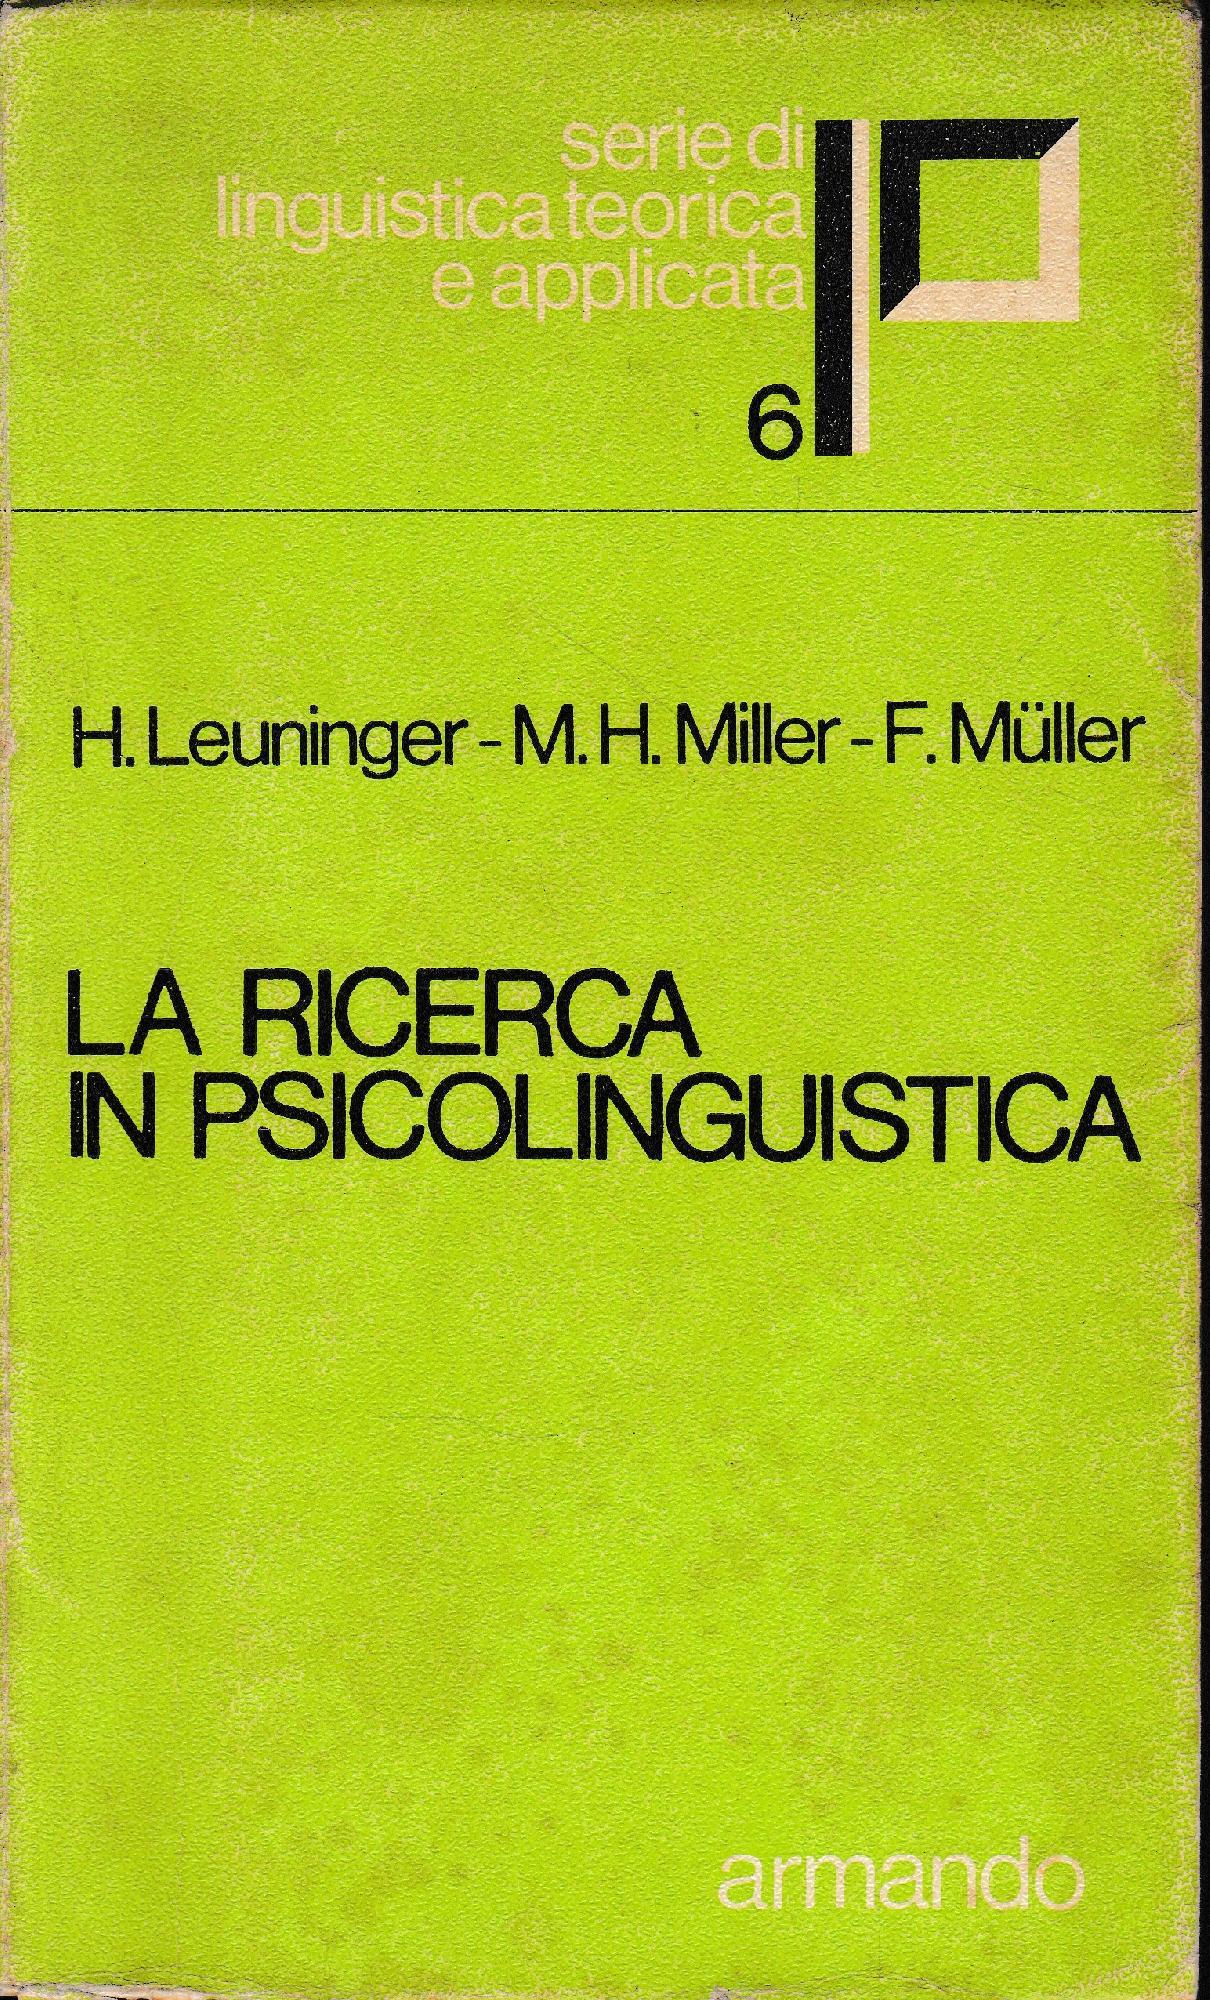 serie di
linguistica teorica
e applicata
6
H. Leuninger - M. H. Miller - F. Müller
LA RICERCA
IN PSICOLINGUISTICA
armando